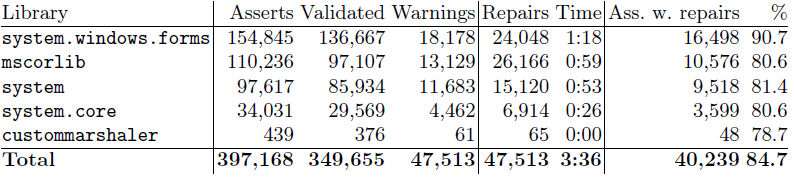 Library Asserts Validated Warnings Repairs Time Ass. w. repairs %
system.windows.forms 154,845 136,667 18,178 24,048 1:18 16,498 90.7
mscorlib 110,236 97,107 13,129 26,166 0:59 10,576 80.6
system 97,617 85,934 11,683 15,120 0:53 9,518 81.4
system.core 34,031 29,569 4,462 6,914 0:26 3,599 80.6
custommarshaler 439 376 61 65 0:00 48 78.7
Total 397,168 349,655 47,513 47,513 3:36 40,239 84.7